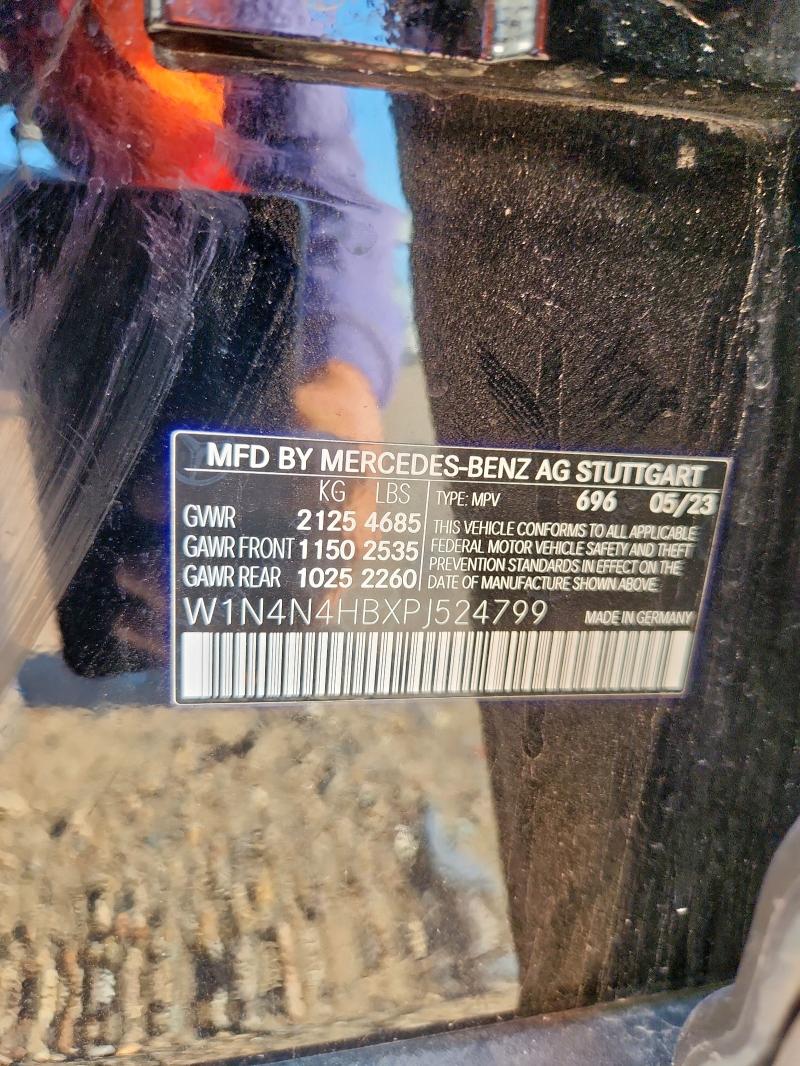 MFD BY MERCEDES-BENZ AG STUTTGART
KG LBS
GVWR 2125 4685
GAWR FRONT 1150 2535
GAWR REAR 1025 2260
TYPE: MPV 696 05/23
THIS VEHICLE CONFORMS TO ALL APPLICABLE
FEDERAL MOTOR VEHICLE SAFETY AND THEFT
PREVENTION STANDARDS IN EFFECT ON THE
DATE OF MANUFACTURE SHOWN ABOVE.
W1N4N4HBXPJ524799 MADE IN GERMANY